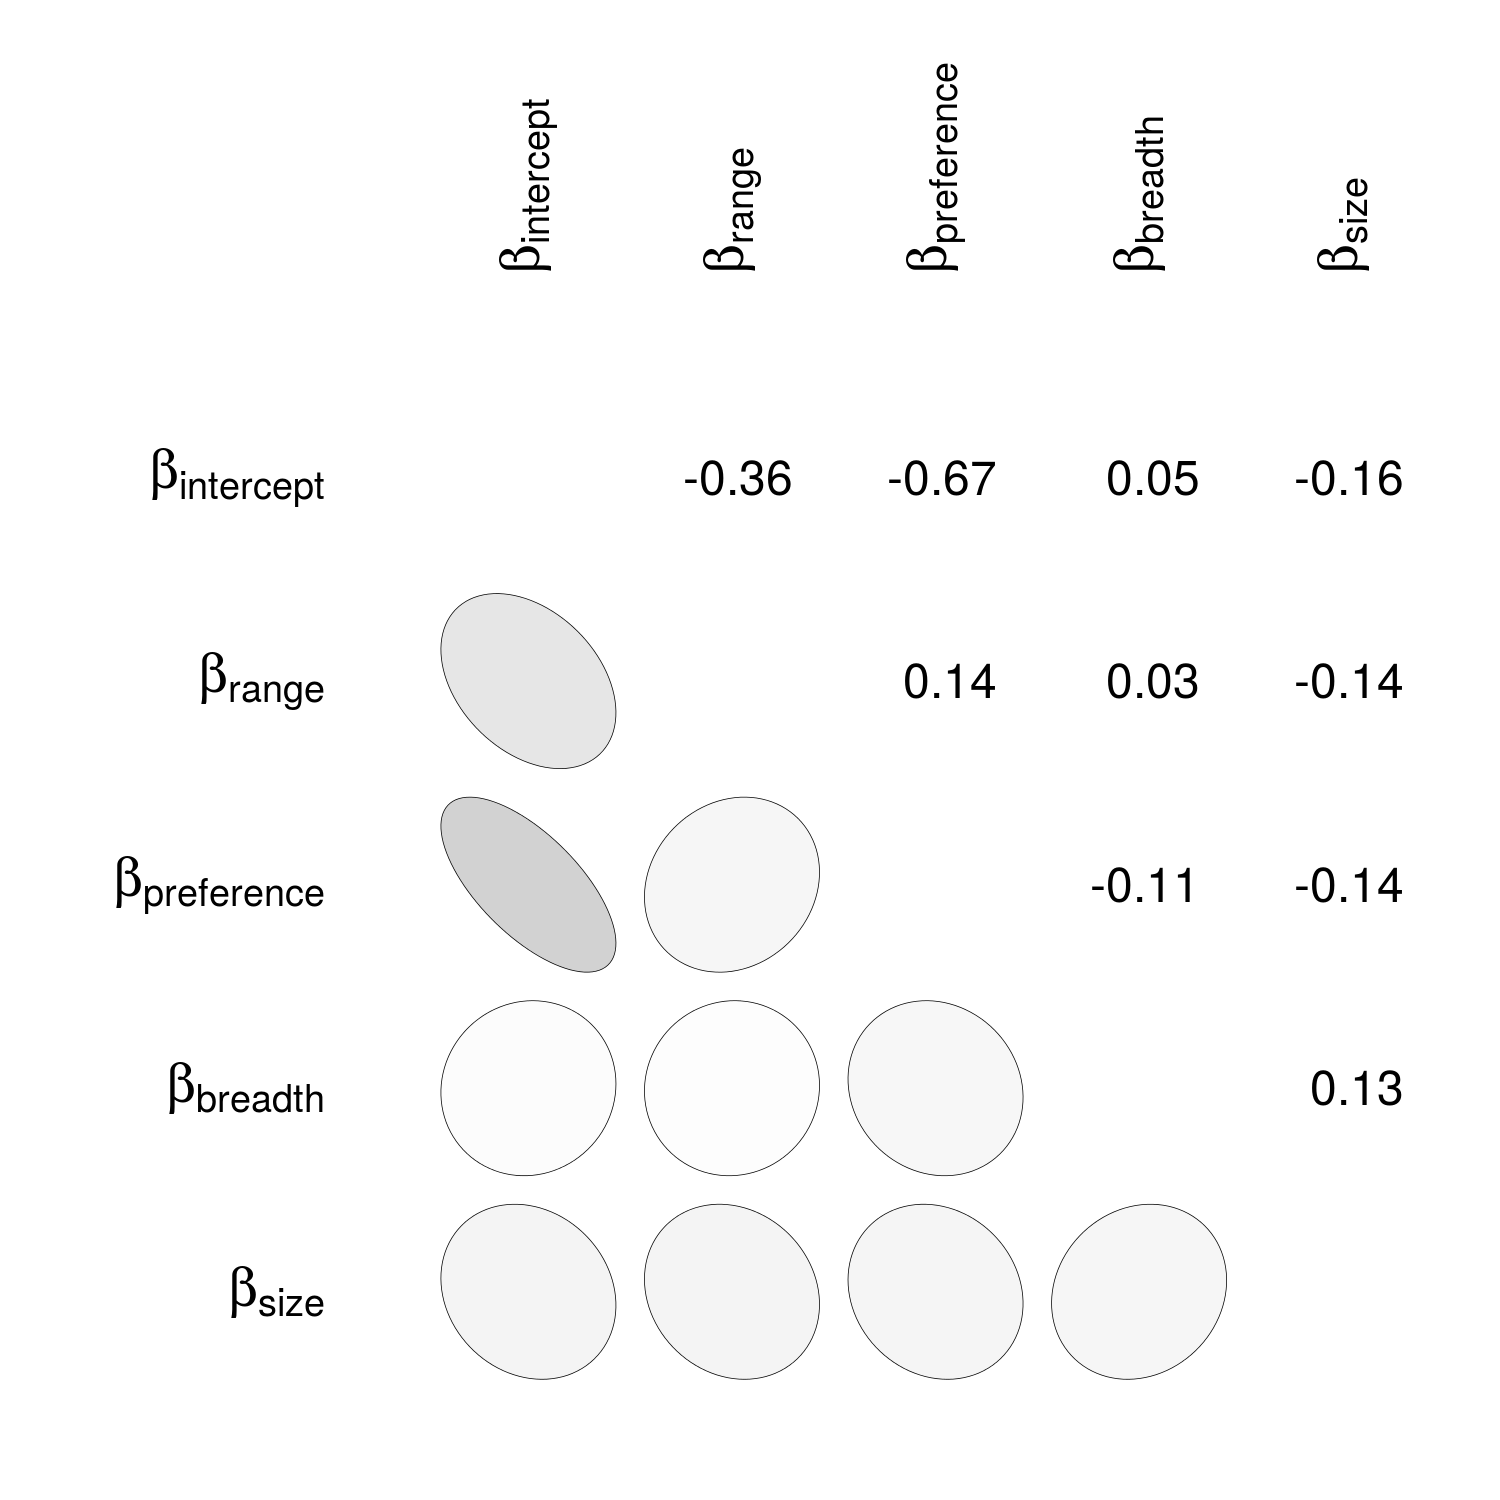 βintercept βrange βpreference βbreadth βsize
βintercept -0.36 -0.67 0.05 -0.16
βrange 0.14 0.03 -0.14
βpreference -0.11 -0.14
βbreadth 0.13
βsize